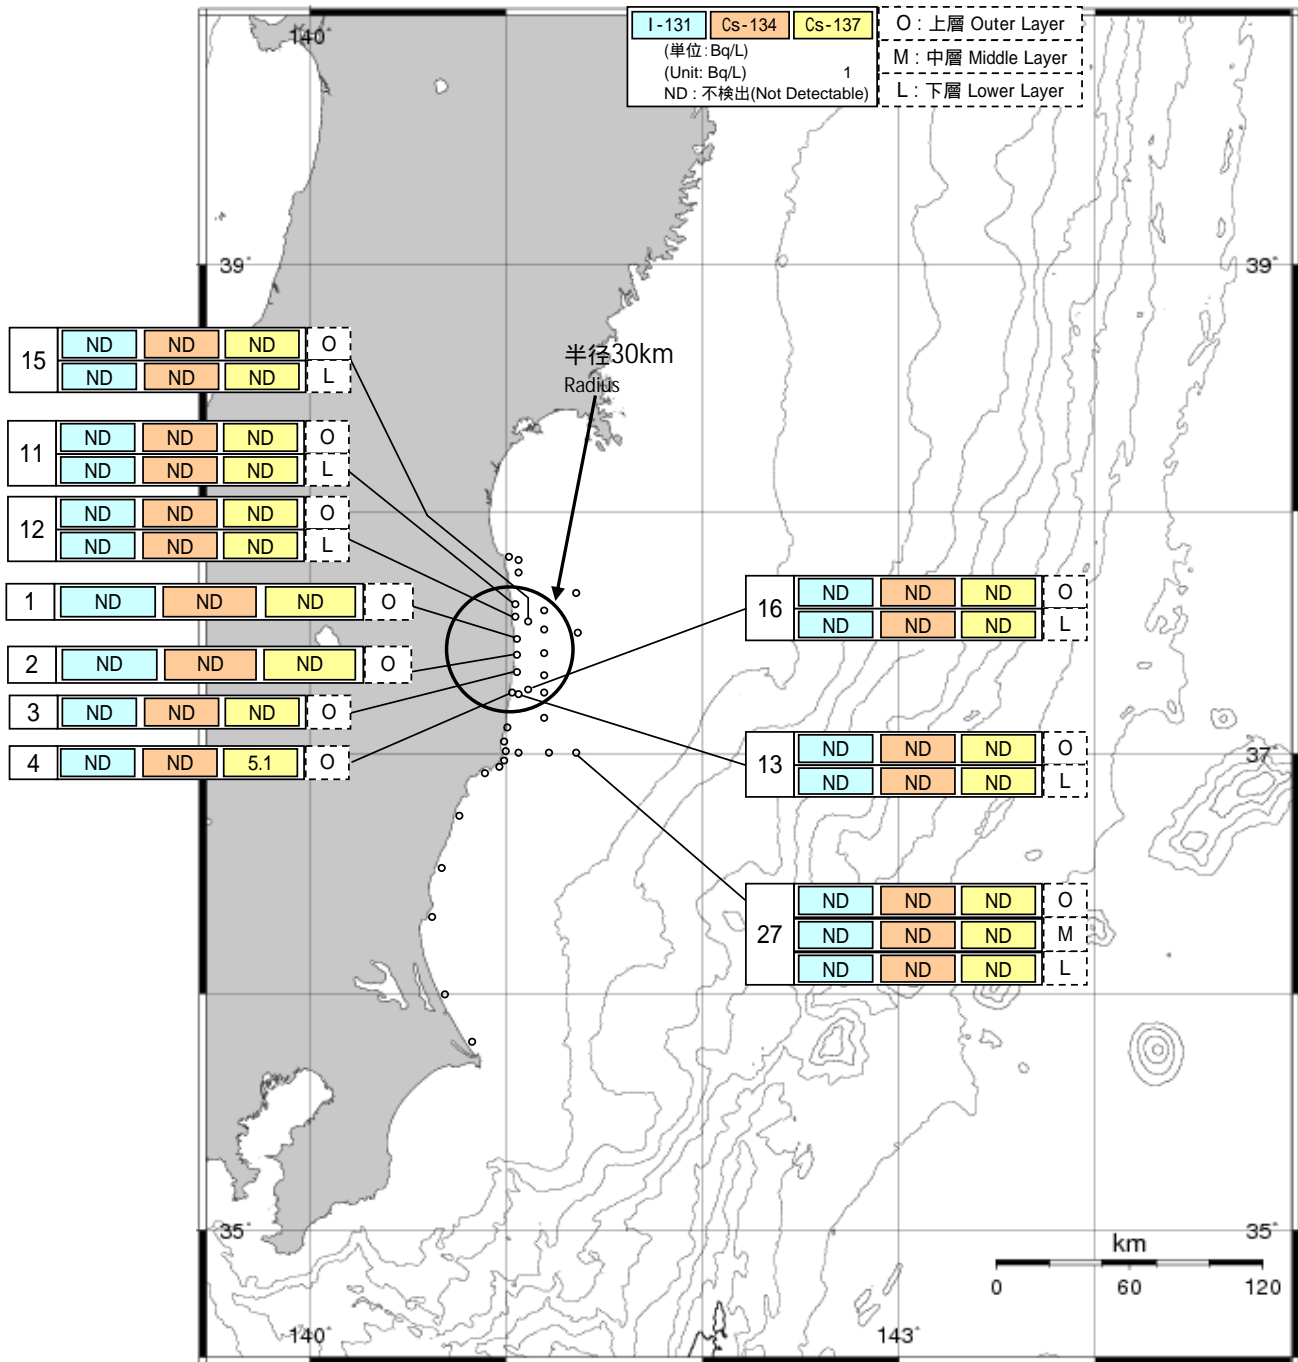 140°
I-131 Cs-134 Cs-137
(単位:Bq/L)
(Unit: Bq/L) 1
ND : 不検出(Not Detectable)
O : 上層 Outer Layer
M : 中層 Middle Layer
L : 下層 Lower Layer
39° 39°
半径30km
Radius
15 ND ND ND O
ND ND ND L
11 ND ND ND O
ND ND ND L
12 ND ND ND O
ND ND ND L
1 ND ND ND O
2 ND ND ND O
3 ND ND ND O
4 ND ND 5.1 O
16 ND ND ND O
ND ND ND L
37°
13 ND ND ND O
ND ND ND L
27 ND ND ND O
ND ND ND M
ND ND ND L
35° 35°
km
0 60 120
140° 143°